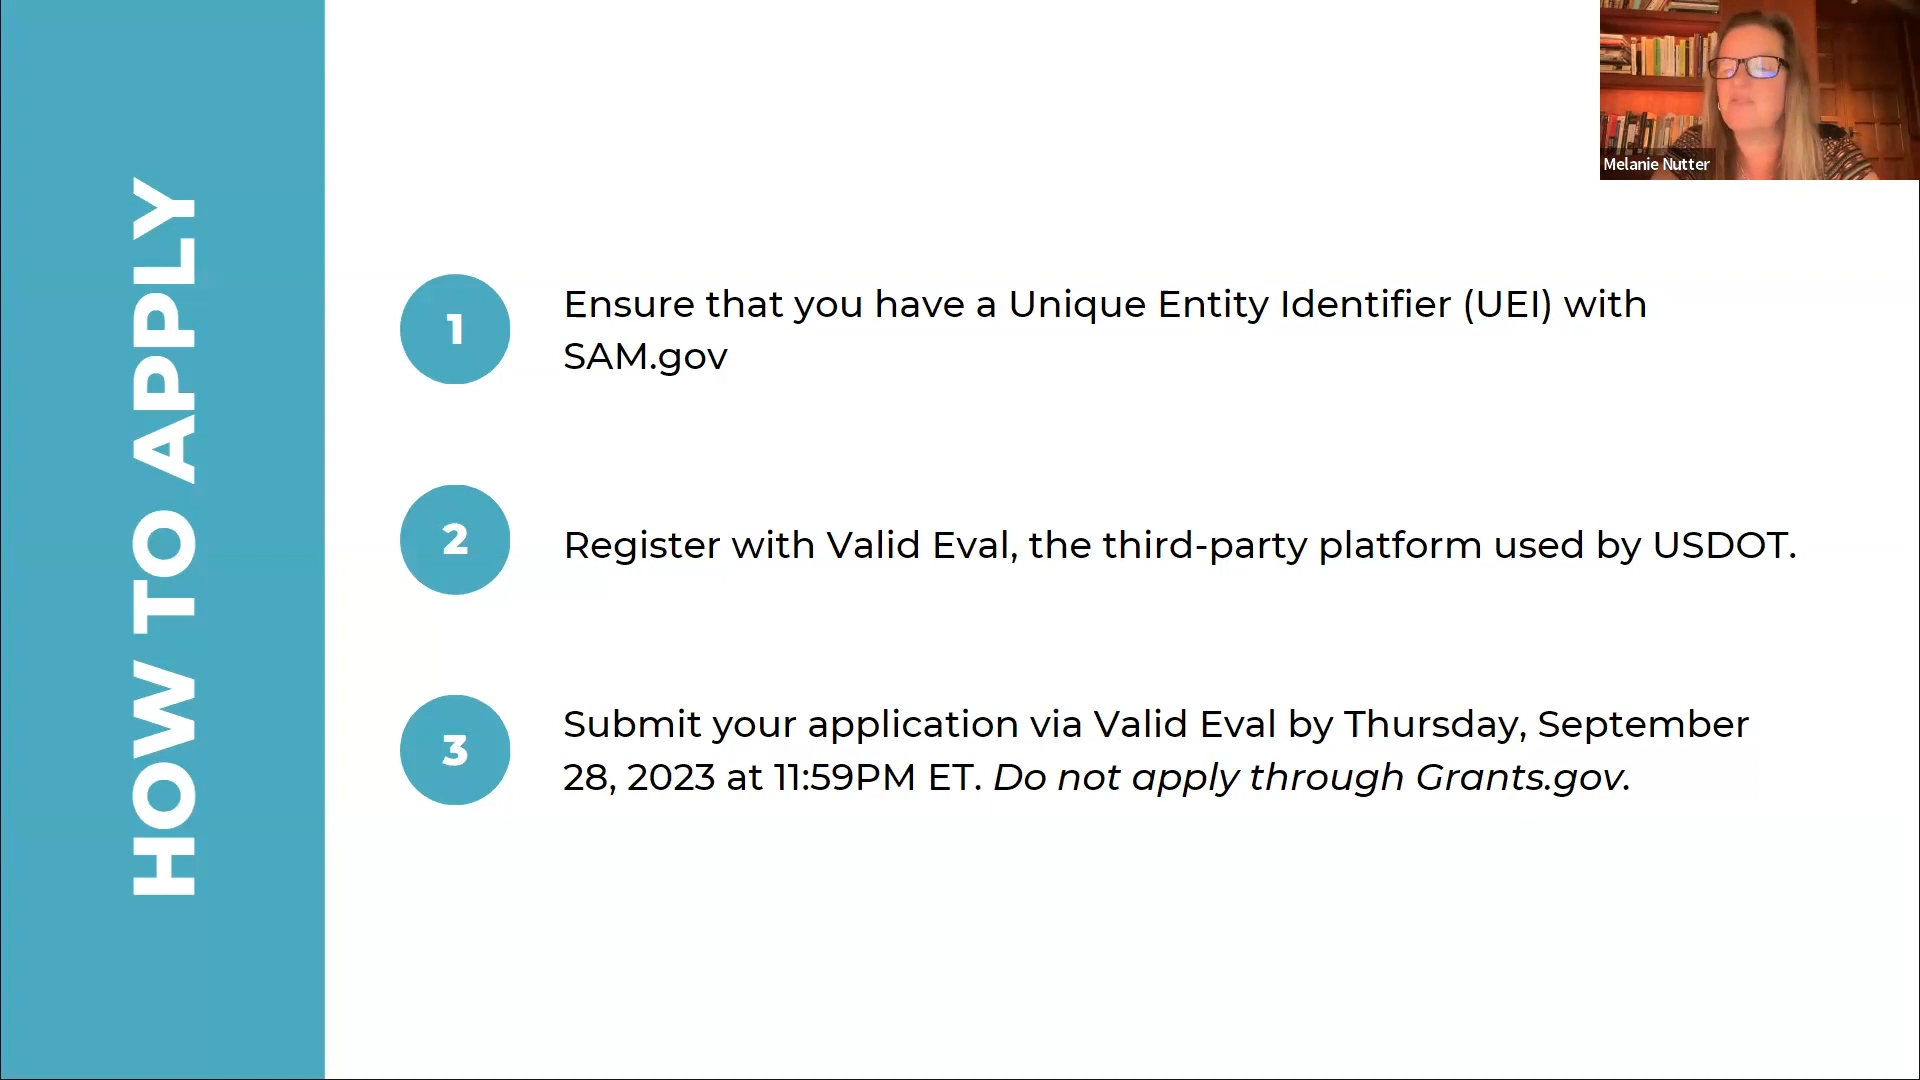 HOW TO APPLY
Melanie Nutter
1
Ensure that you have a Unique Entity Identifier (UEI) with
SAM.gov
2
Register with Valid Eval, the third-party platform used by USDOT.
3
Submit your application via Valid Eval by Thursday, September
28, 2023 at 11:59PM ET. Do not apply through Grants.gov.